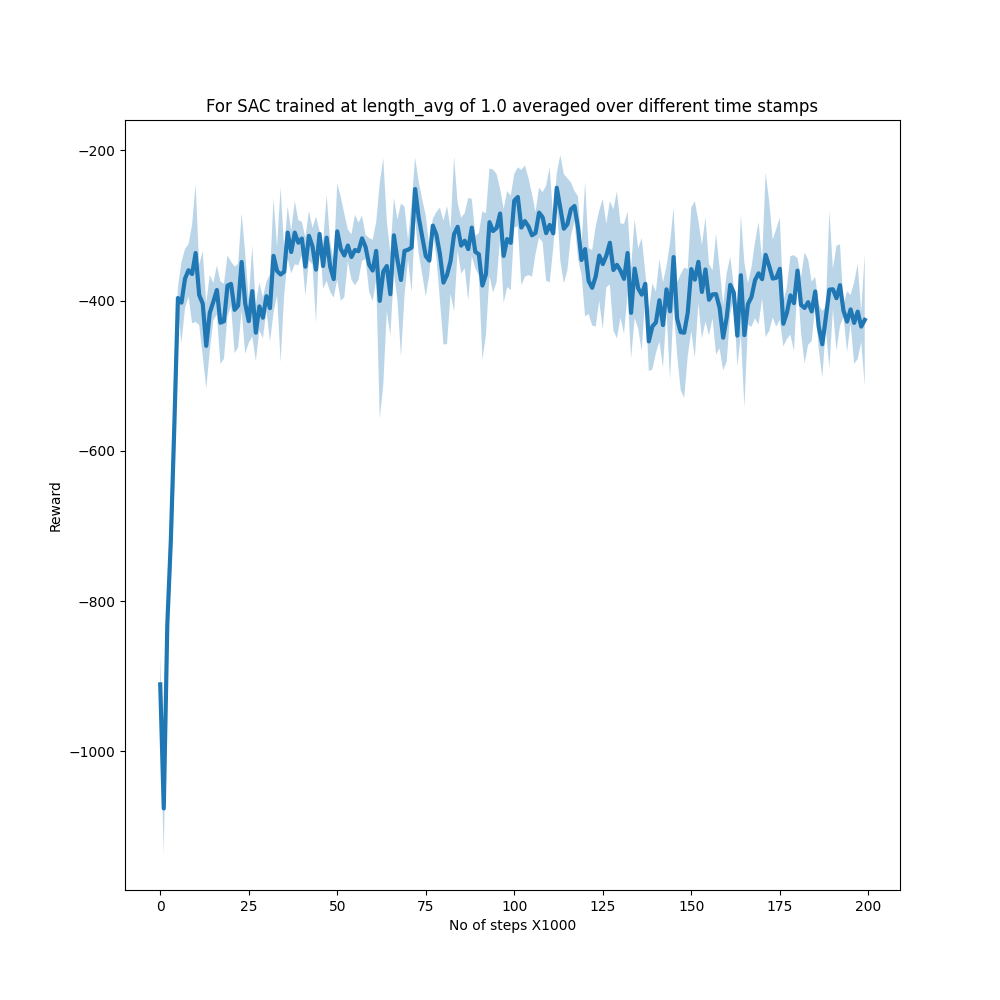 For SAC trained at length_avg of 1.0 averaged over different time stamps
−200
−400
−600
−800
−1000
Reward
0 25 50 75 100 125 150 175 200
No of steps X1000